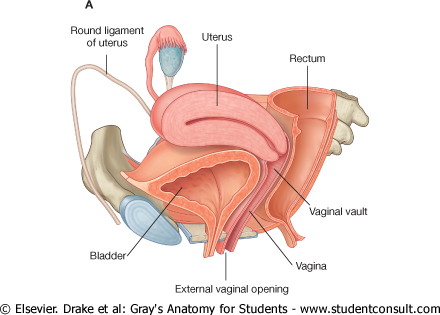 A
Round ligament
of uterus
Uterus
Rectum
Vaginal vault
Bladder
Vagina
External vaginal opening
© Elsevier. Drake et al: Gray's Anatomy for Students - www.studentconsult.com